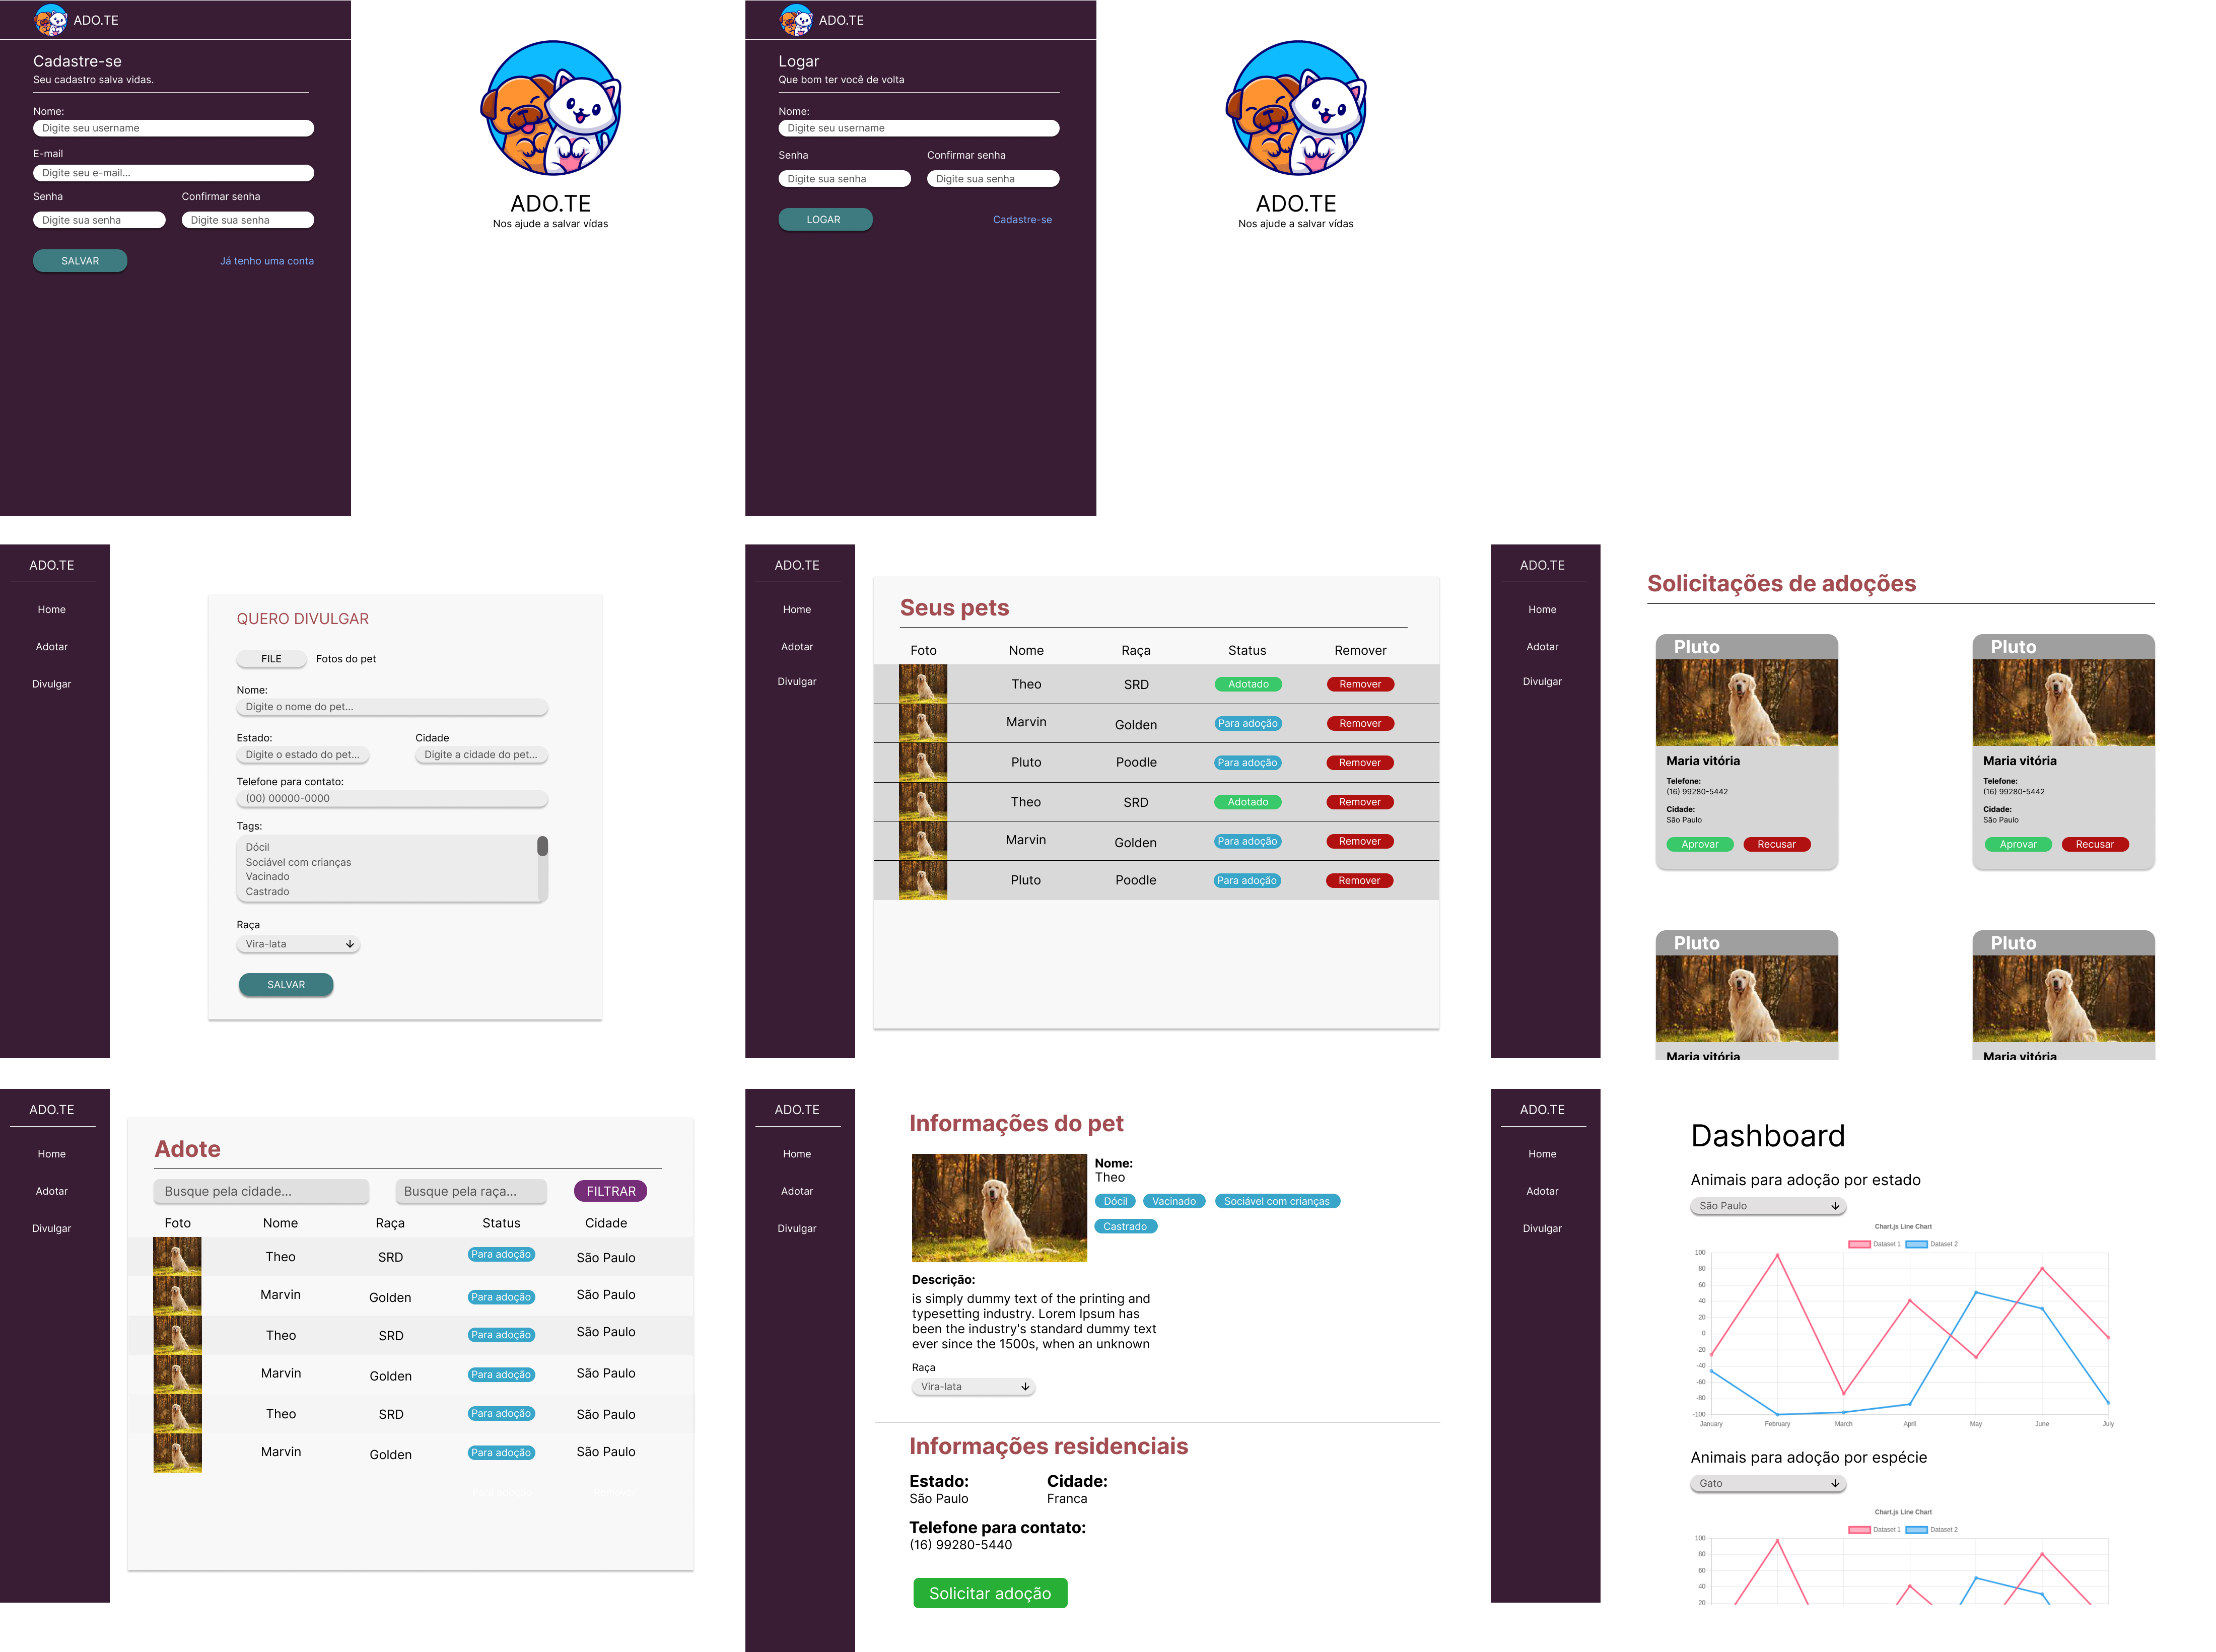 ADO.TE
Cadastre-se
Seu cadastro salva vidas.
Nome:
Digite seu username
E-mail
Digite seu e-mail...
Senha Confirmar senha
Digite sua senha Digite sua senha
SALVAR Já tenho uma conta
ADO.TE
Nos ajude a salvar vídas
ADO.TE
Logar
Que bom ter você de volta
Nome:
Digite seu username
Senha Confirmar senha
Digite sua senha Digite sua senha
LOGAR Cadastre-se
ADO.TE
Nos ajude a salvar vídas
ADO.TE
Home
Adotar
Divulgar
QUERO DIVULGAR
FILE Fotos do pet
Nome:
Digite o nome do pet...
Estado: Cidade
Digite o estado do pet... Digite a cidade do pet...
Telefone para contato:
(00) 00000-0000
Tags:
Dócil
Sociável com crianças
Vacinado
Castrado
Raça
Vira-lata
SALVAR
ADO.TE
Home
Adotar
Divulgar
Seus pets
Foto Nome Raça Status Remover
Theo SRD Adotado Remover
Marvin Golden Para adoção Remover
Pluto Poodle Para adoção Remover
Theo SRD Adotado Remover
Marvin Golden Para adoção Remover
Pluto Poodle Para adoção Remover
ADO.TE
Home
Adotar
Divulgar
Solicitações de adoções
Pluto
Maria vitória
Telefone:
(16) 99280-5442
Cidade:
São Paulo
Aprovar Recusar
Pluto
Maria vitória
Telefone:
(16) 99280-5442
Cidade:
São Paulo
Aprovar Recusar
Pluto
Maria vitória
Pluto
Maria vitória
ADO.TE
Home
Adotar
Divulgar
Adote
Busque pela cidade... Busque pela raça... FILTRAR
Foto Nome Raça Status Cidade
Theo SRD Para adoção São Paulo
Marvin Golden Para adoção São Paulo
Theo SRD Para adoção São Paulo
Marvin Golden Para adoção São Paulo
Theo SRD Para adoção São Paulo
Marvin Golden Para adoção São Paulo
Para adoção Remover
ADO.TE
Home
Adotar
Divulgar
Informações do pet
Nome:
Theo
Dócil Vacinado Sociável com crianças
Castrado
Descrição:
is simply dummy text of the printing and
typesetting industry. Lorem Ipsum has
been the industry's standard dummy text
ever since the 1500s, when an unknown
Raça
Vira-lata
Informações residenciais
Estado: Cidade:
São Paulo Franca
Telefone para contato:
(16) 99280-5440
Solicitar adoção
ADO.TE
Home
Adotar
Divulgar
Dashboard
Animais para adoção por estado
São Paulo
Chart.js Line Chart
Dataset 1 Dataset 2
100
80
60
40
20
0
-20
-40
-60
-80
-100
January February March April May June July
Animais para adoção por espécie
Gato
Chart.js Line Chart
Dataset 1 Dataset 2
100
80
60
40
20